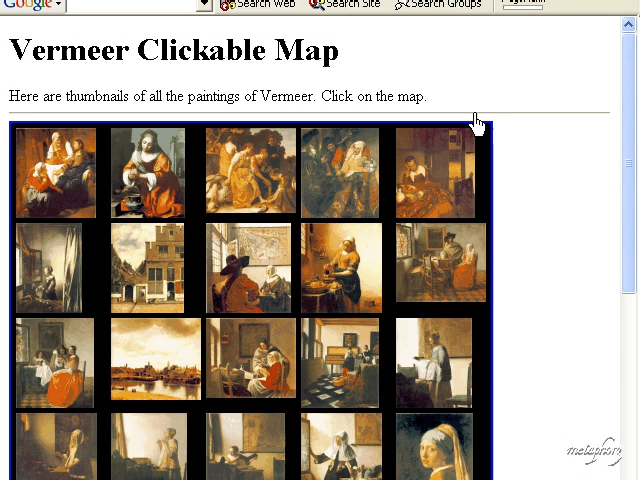 Google Search Web Search Site Search Groups
Vermeer Clickable Map
Here are thumbnails of all the paintings of Vermeer. Click on the map.
metaphory